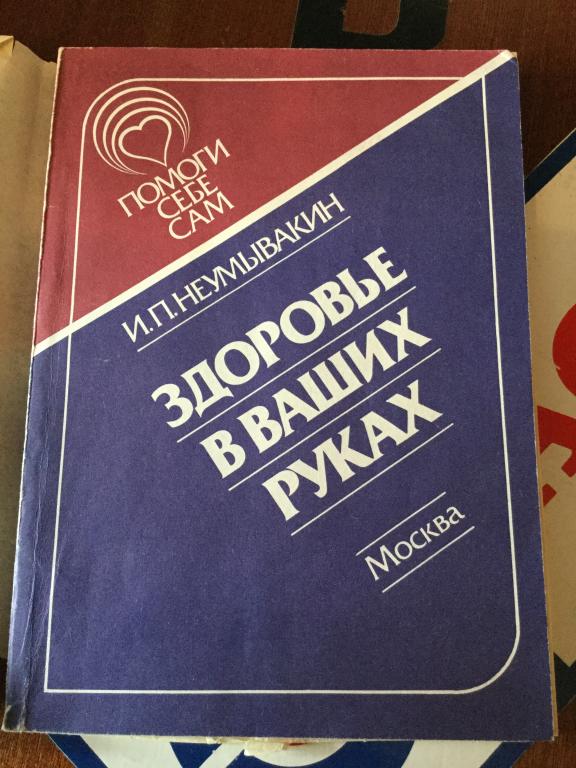 ПОМОГИ
СЕБЕ
САМ
И.П.НЕУМЫВАКИН
ЗДОРОВЬЕ
В ВАШИХ
РУКАХ
Москва